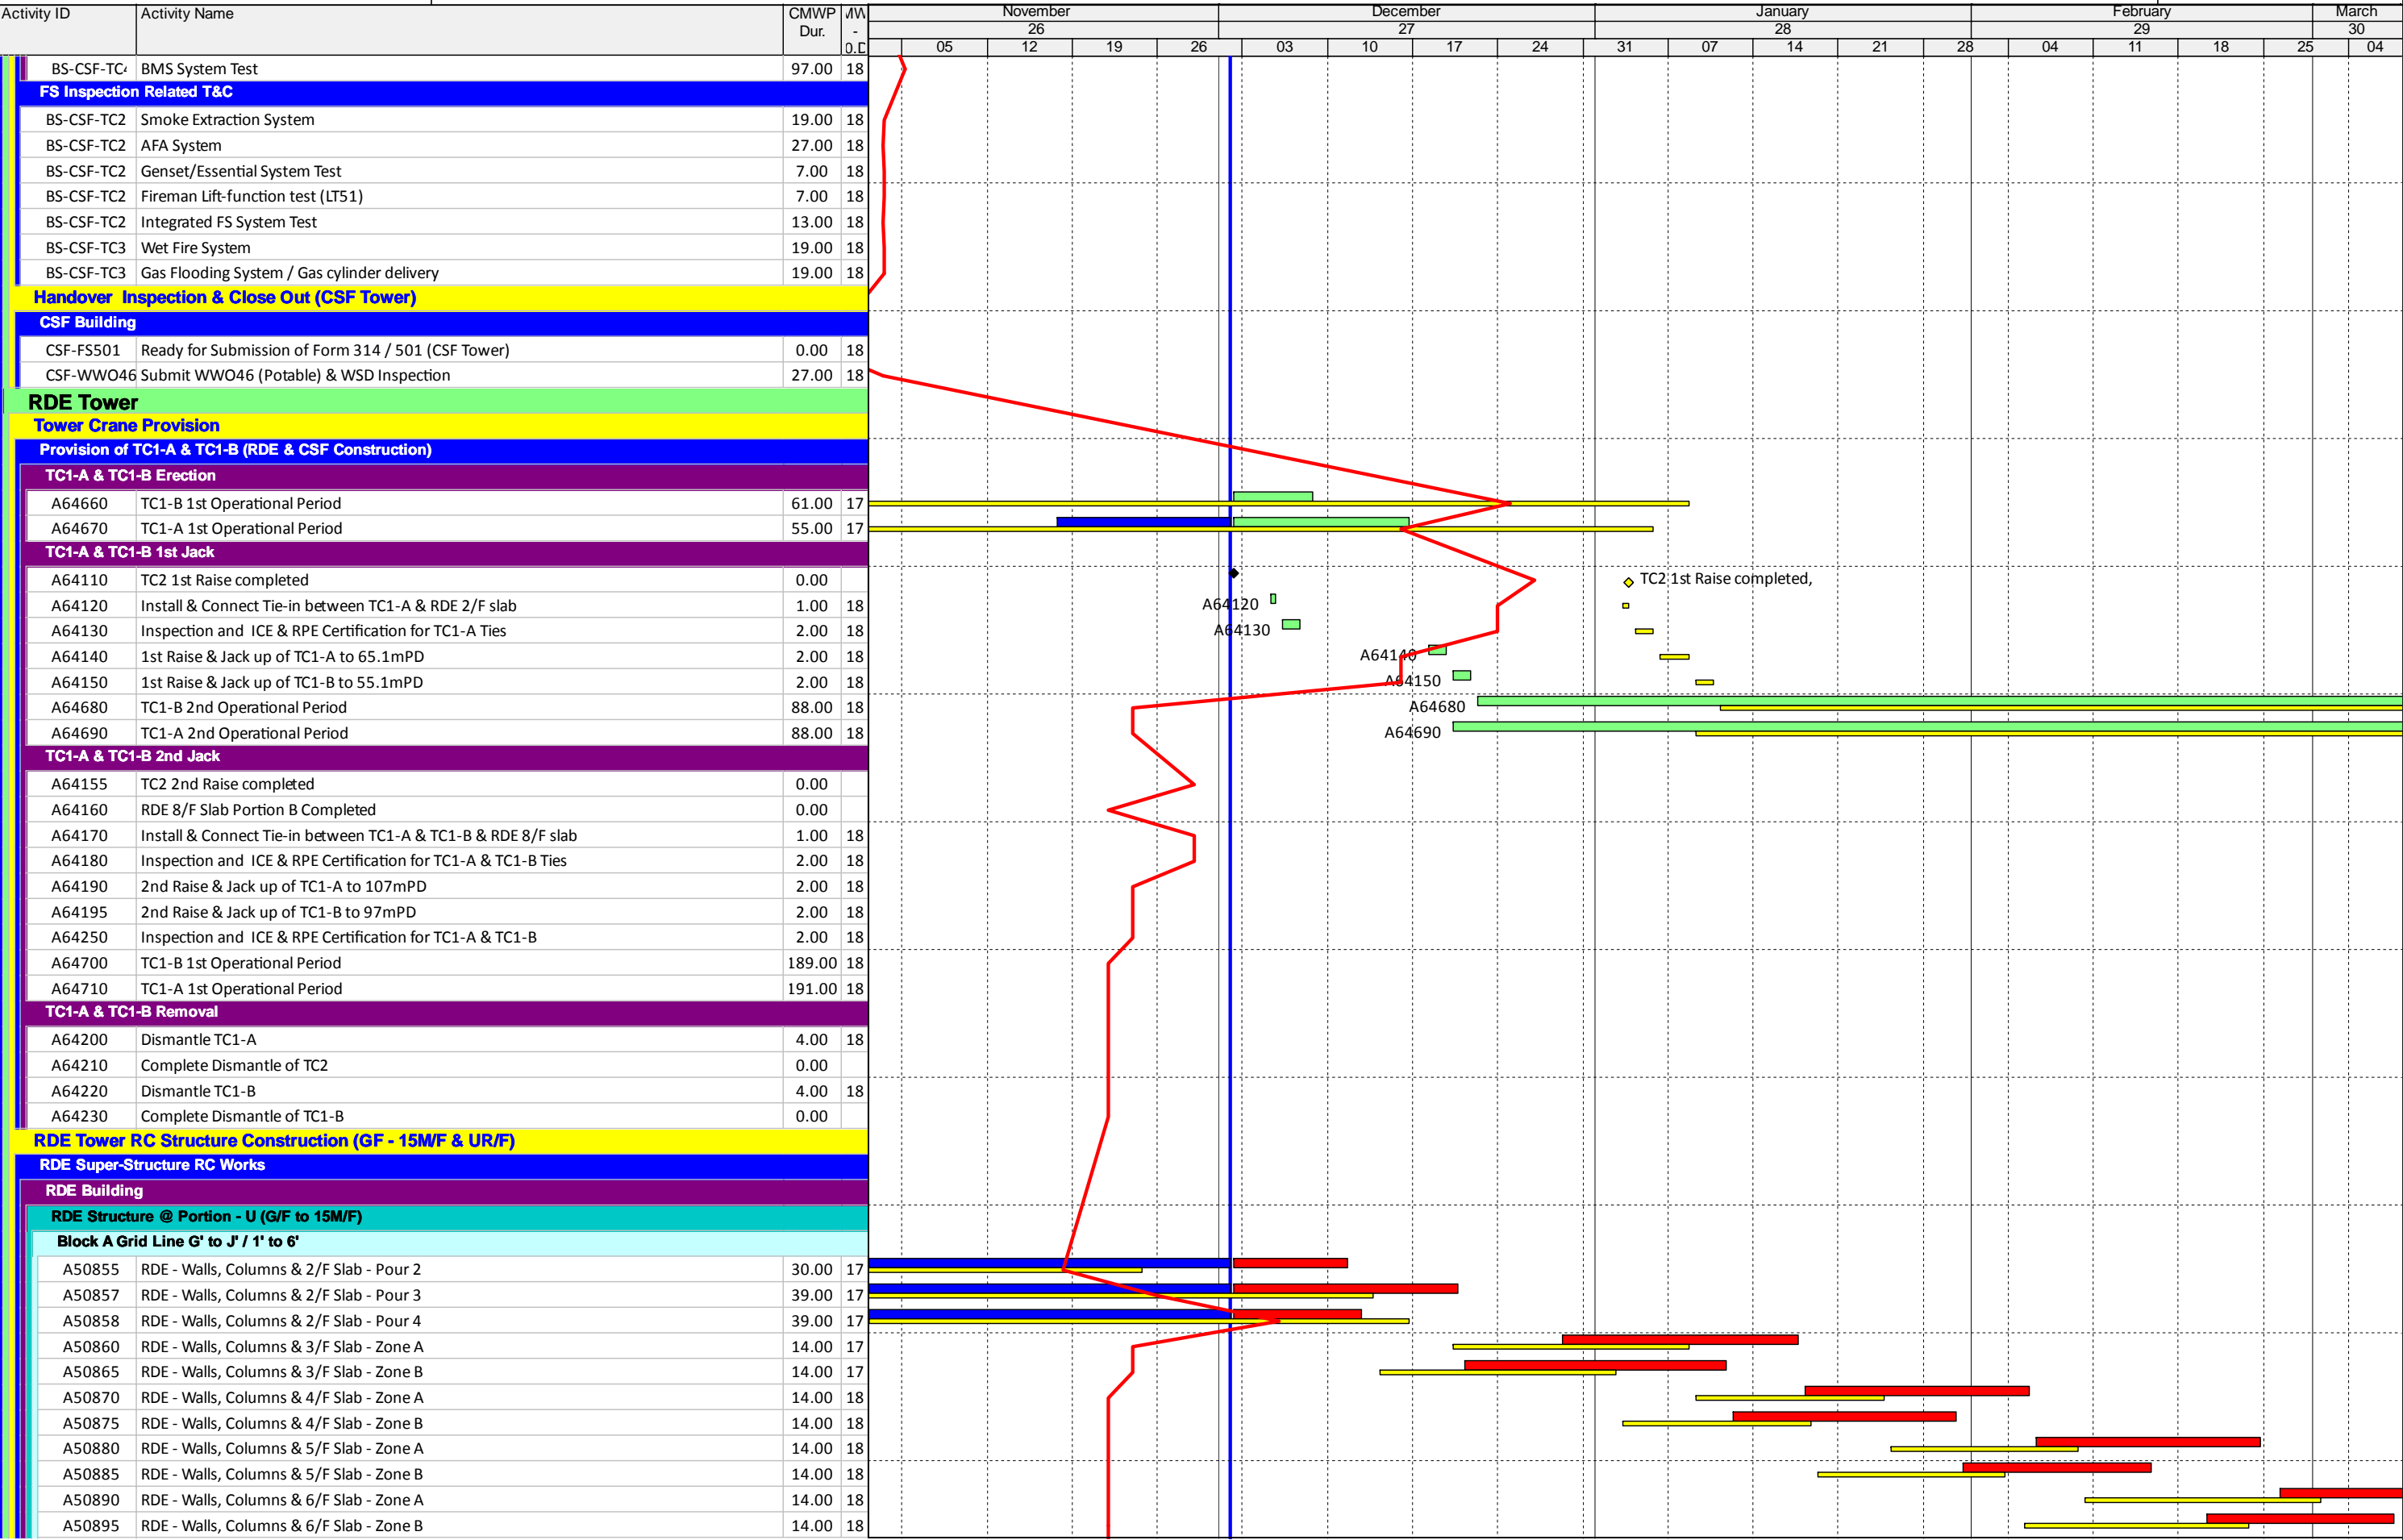 Activity ID Activity Name CMWP Dur. November December January February March
26 27 28 29 30
05 12 19 26 03 10 17 24 31 07 14 21 28 04 11 18 25 04
BS-CSF-TC BMS System Test 97.00 18
FS Inspection Related T&C
BS-CSF-TC2 Smoke Extraction System 19.00 18
BS-CSF-TC2 AFA System 27.00 18
BS-CSF-TC2 Genset/Essential System Test 7.00 18
BS-CSF-TC2 Fireman Lift-function test (LT51) 7.00 18
BS-CSF-TC2 Integrated FS System Test 13.00 18
BS-CSF-TC3 Wet Fire System 19.00 18
BS-CSF-TC3 Gas Flooding System / Gas cylinder delivery 19.00 18
Handover Inspection & Close Out (CSF Tower)
CSF Building
CSF-FS501 Ready for Submission of Form 314 / 501 (CSF Tower) 0.00 18
CSF-WWO46 Submit WWO46 (Potable) & WSD Inspection 27.00 18
RDE Tower
Tower Crane Provision
Provision of TC1-A & TC1-B (RDE & CSF Construction)
TC1-A & TC1-B Erection
A64660 TC1-B 1st Operational Period 61.00 17
A64670 TC1-A 1st Operational Period 55.00 17
TC1-A & TC1-B 1st Jack
A64110 TC2 1st Raise completed 0.00 TC2 1st Raise completed,
A64120 Install & Connect Tie-in between TC1-A & RDE 2/F slab 1.00 18 A64120
A64130 Inspection and ICE & RPE Certification for TC1-A Ties 2.00 18 A64130
A64140 1st Raise & Jack up of TC1-A to 65.1mPD 2.00 18 A64140
A64150 1st Raise & Jack up of TC1-B to 55.1mPD 2.00 18 A64150
A64680 TC1-B 2nd Operational Period 88.00 18 A64680
A64690 TC1-A 2nd Operational Period 88.00 18 A64690
TC1-A & TC1-B 2nd Jack
A64155 TC2 2nd Raise completed 0.00
A64160 RDE 8/F Slab Portion B Completed 0.00
A64170 Install & Connect Tie-in between TC1-A & TC1-B & RDE 8/F slab 1.00 18
A64180 Inspection and ICE & RPE Certification for TC1-A & TC1-B Ties 2.00 18
A64190 2nd Raise & Jack up of TC1-A to 107mPD 2.00 18
A64195 2nd Raise & Jack up of TC1-B to 97mPD 2.00 18
A64250 Inspection and ICE & RPE Certification for TC1-A & TC1-B 2.00 18
A64700 TC1-B 1st Operational Period 189.00 18
A64710 TC1-A 1st Operational Period 191.00 18
TC1-A & TC1-B Removal
A64200 Dismantle TC1-A 4.00 18
A64210 Complete Dismantle of TC2 0.00
A64220 Dismantle TC1-B 4.00 18
A64230 Complete Dismantle of TC1-B 0.00
RDE Tower RC Structure Construction (GF - 15M/F & UR/F)
RDE Super-Structure RC Works
RDE Building
RDE Structure @ Portion - U (G/F to 15M/F)
Block A Grid Line G' to J' / 1' to 6'
A50855 RDE - Walls, Columns & 2/F Slab - Pour 2 30.00 17
A50857 RDE - Walls, Columns & 2/F Slab - Pour 3 39.00 17
A50858 RDE - Walls, Columns & 2/F Slab - Pour 4 39.00 17
A50860 RDE - Walls, Columns & 3/F Slab - Zone A 14.00 17
A50865 RDE - Walls, Columns & 3/F Slab - Zone B 14.00 17
A50870 RDE - Walls, Columns & 4/F Slab - Zone A 14.00 18
A50875 RDE - Walls, Columns & 4/F Slab - Zone B 14.00 18
A50880 RDE - Walls, Columns & 5/F Slab - Zone A 14.00 18
A50885 RDE - Walls, Columns & 5/F Slab - Zone B 14.00 18
A50890 RDE - Walls, Columns & 6/F Slab - Zone A 14.00 18
A50895 RDE - Walls, Columns & 6/F Slab - Zone B 14.00 18